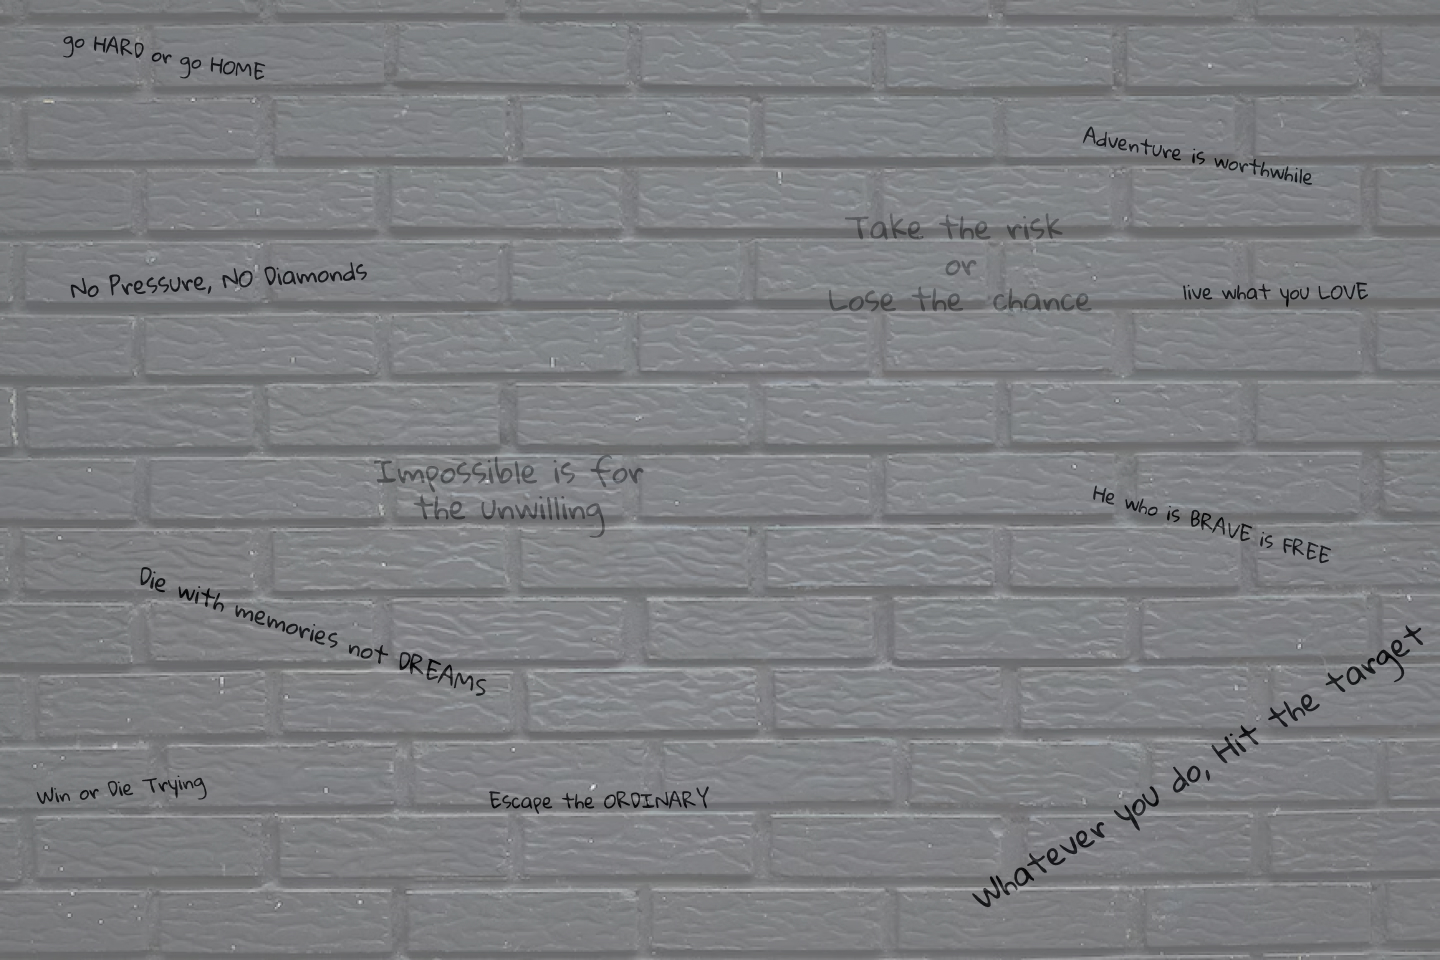 go HARD or go HOME
Adventure is worthwhile
Take the risk
or
Lose the chance
No Pressure, NO Diamonds
live what you LOVE
Impossible is for
the unwilling
He who is BRAVE is FREE
Die with memories not DREAMS
Whatever you do, Hit the target
Win or Die Trying
Escape the ORDINARY